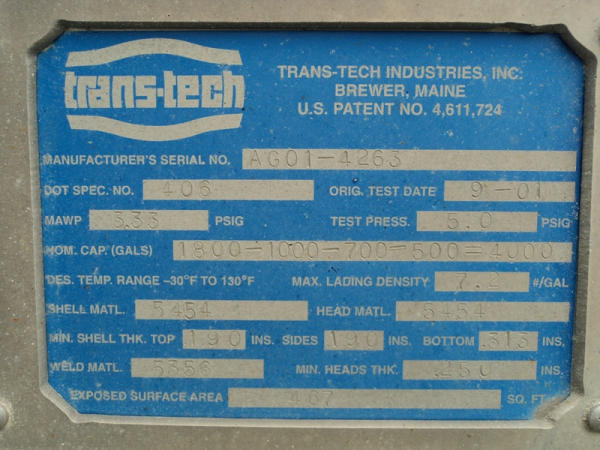 trans-tech
TRANS-TECH INDUSTRIES, INC.
BREWER, MAINE
U.S. PATENT NO. 4,611,724
MANUFACTURER'S SERIAL NO. AG01-4263
DOT SPEC. NO. 406 ORIG. TEST DATE 9-01
MAWP 3.33 PSIG TEST PRESS. 5.0 PSIG
NOM. CAP. (GALS) 1800-1000-700-500=4000
DES. TEMP. RANGE -30°F TO 130°F MAX. LADING DENSITY 7.2 #/GAL
SHELL MATL. 5454 HEAD MATL. 5454
MIN. SHELL THK. TOP .190 INS. SIDES .190 INS. BOTTOM .313 INS.
WELD MATL. 5356 MIN. HEADS THK. .250 INS.
EXPOSED SURFACE AREA 467 SQ. FT.